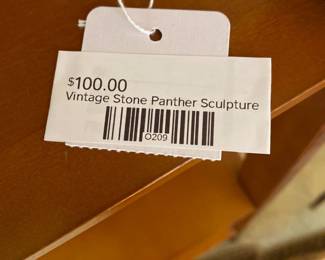 $100.00
Vintage Stone Panther Sculpture
O209